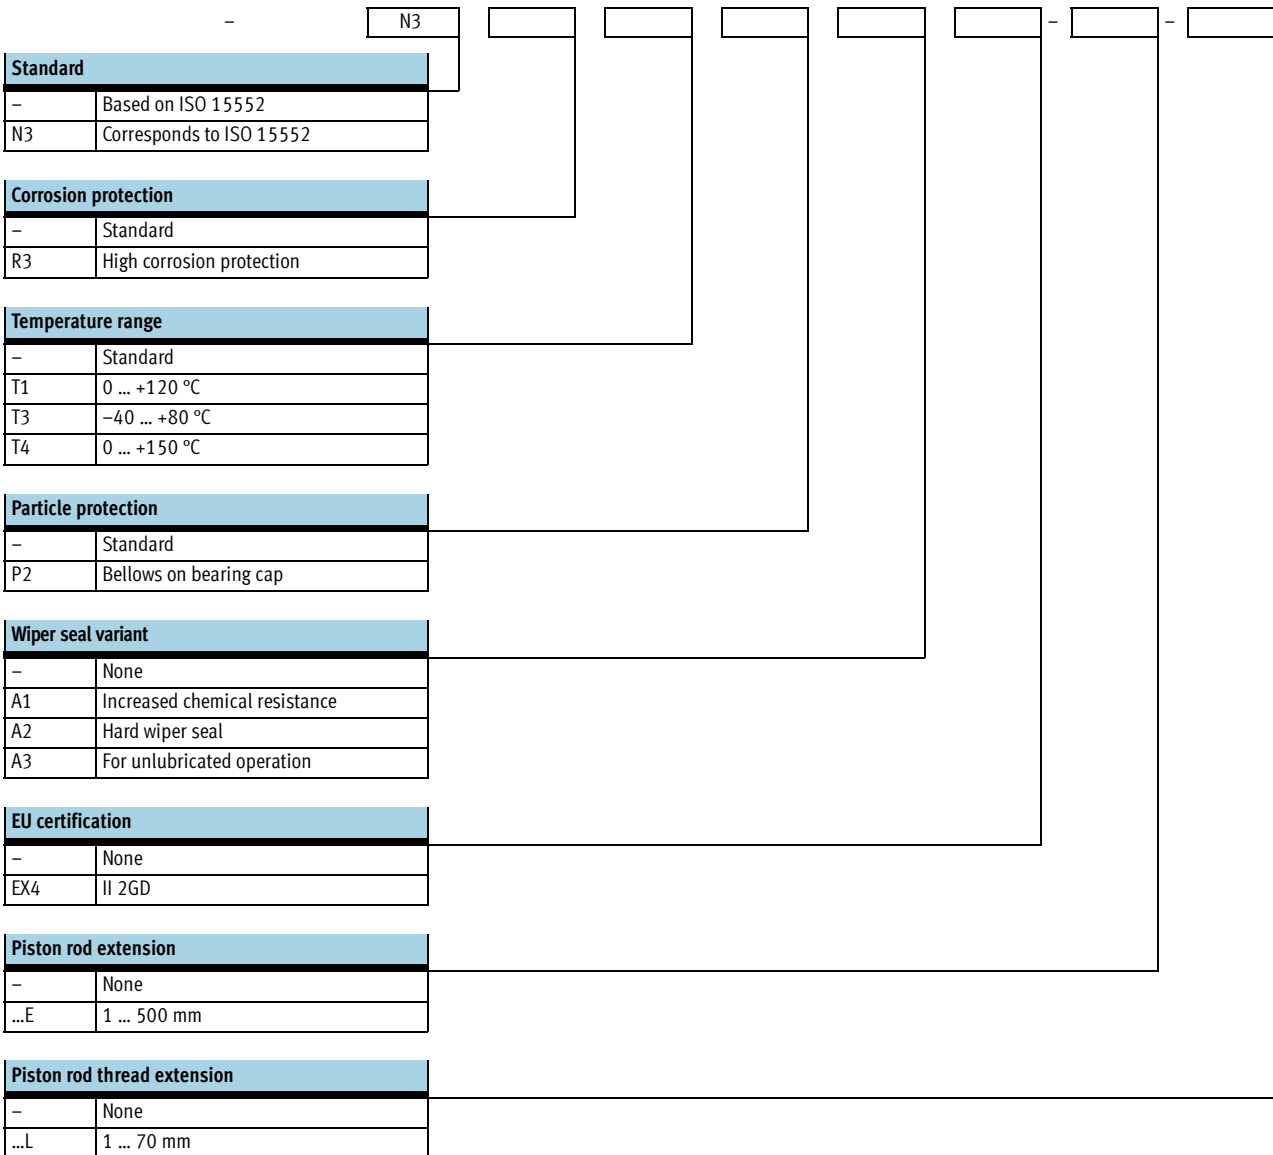 – N3 – –
Standard
– Based on ISO 15552
N3 Corresponds to ISO 15552
Corrosion protection
– Standard
R3 High corrosion protection
Temperature range
– Standard
T1 0 ... +120 °C
T3 –40 ... +80 °C
T4 0 ... +150 °C
Particle protection
– Standard
P2 Bellows on bearing cap
Wiper seal variant
– None
A1 Increased chemical resistance
A2 Hard wiper seal
A3 For unlubricated operation
EU certification
– None
EX4 II 2GD
Piston rod extension
– None
...E 1 ... 500 mm
Piston rod thread extension
– None
...L 1 ... 70 mm